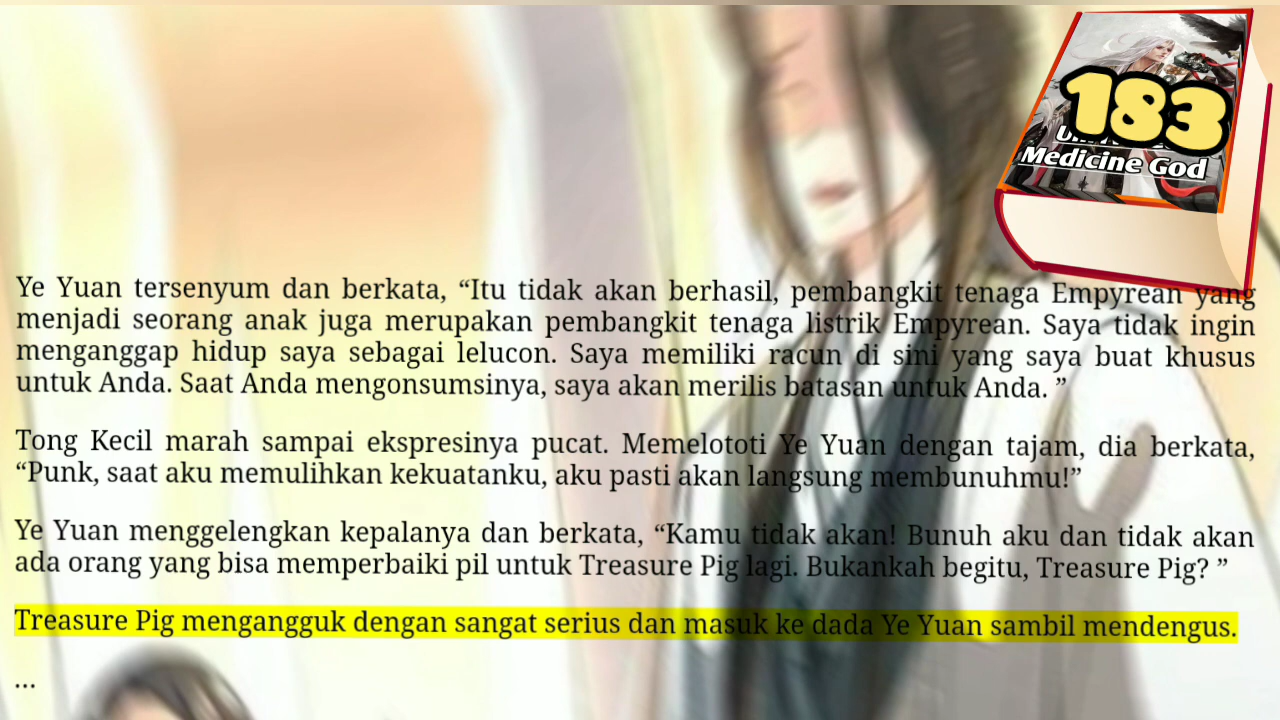 183
Medicine God
Ye Yuan tersenyum dan berkata, “Itu tidak akan berhasil, pembangkit tenaga Empyrean yang
menjadi seorang anak juga merupakan pembangkit tenaga listrik Empyrean. Saya tidak ingin
menganggap hidup saya sebagai lelucon. Saya memiliki racun di sini yang saya buat khusus
untuk Anda. Saat Anda mengonsumsinya, saya akan merilis batasan untuk Anda. ”
Tong Kecil marah sampai ekspresinya pucat. Memelototi Ye Yuan dengan tajam, dia berkata,
“Punk, saat aku memulihkan kekuatanku, aku pasti akan langsung membunuhmu!”
Ye Yuan menggelengkan kepalanya dan berkata, “Kamu tidak akan! Bunuh aku dan tidak akan
ada orang yang bisa memperbaiki pil untuk Treasure Pig lagi. Bukankah begitu, Treasure Pig? ”
Treasure Pig mengangguk dengan sangat serius dan masuk ke dada Ye Yuan sambil mendengus.
...